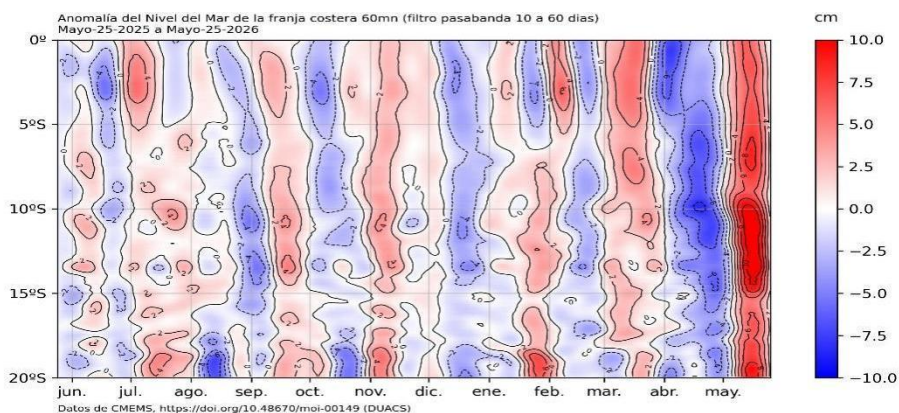 Anomalía del Nivel del Mar de la franja costera 60mn (filtro pasabanda 10 a 60 dias)
Mayo-25-2025 a Mayo-25-2026
cm
0º
5ºS
10ºS
15ºS
20ºS
jun. jul. ago. sep. oct. nov. dic. ene. feb. mar. abr. may.
10.0
7.5
5.0
2.5
0.0
−2.5
−5.0
−7.5
−10.0
Datos de CMEMS, https://doi.org/10.48670/moi-00149 (DUACS)